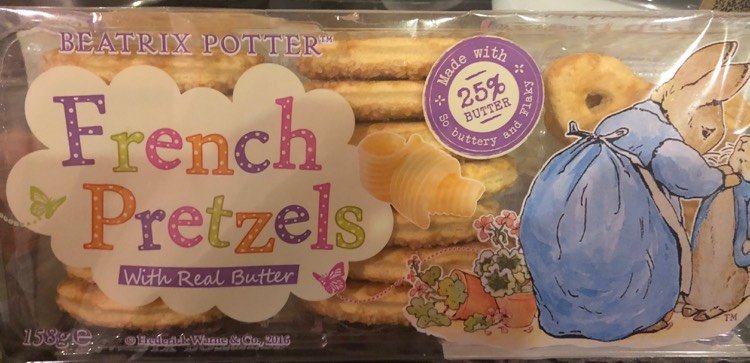 BEATRIX POTTER™
French
Pretzels
With Real Butter
Made with
25%
BUTTER
So buttery and Flaky
158g℮
© Frederick Warne & Co., 2016
TM